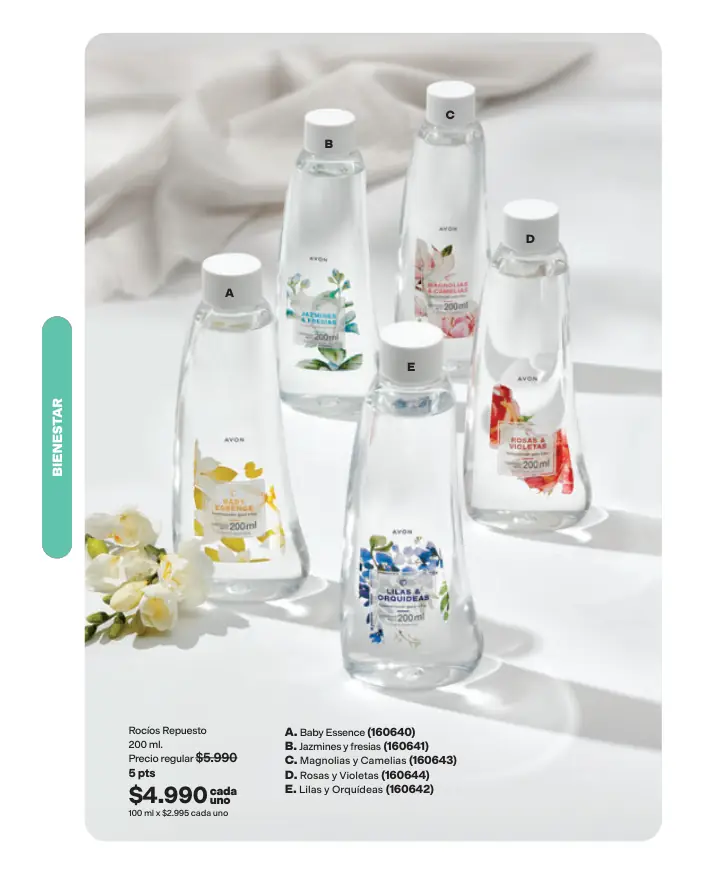 C
B
D
A
E
AVON
MAGNOLIAS
& CAMELIAS
200ml
AVON
JAZMINES
& FRESIAS
200ml
AVON
ROSAS &
VIOLETAS
200ml
AVON
BABY
ESSENCE
200ml
AVON
LILAS &
ORQUIDEAS
200ml
BIENESTAR
Rocíos Repuesto
200 ml.
Precio regular $5.990
5 pts
$4.990 cada uno
100 ml x $2.995 cada uno
A. Baby Essence (160640)
B. Jazmines y fresias (160641)
C. Magnolias y Camelias (160643)
D. Rosas y Violetas (160644)
E. Lilas y Orquídeas (160642)